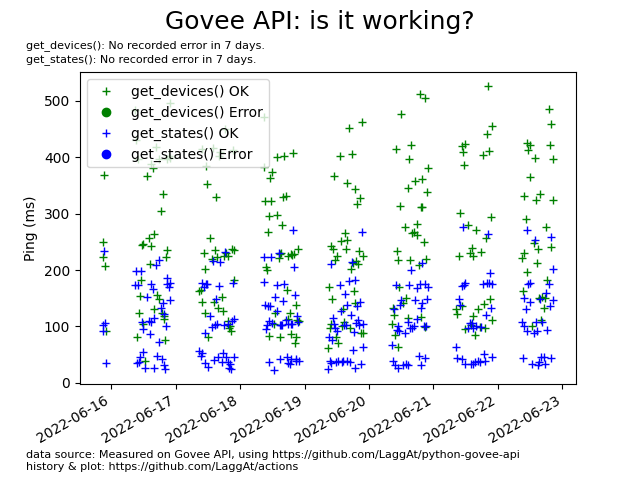 Govee API: is it working?
get_devices(): No recorded error in 7 days.
get_states(): No recorded error in 7 days.
get_devices() OK
get_devices() Error
get_states() OK
get_states() Error
Ping (ms)
500
400
300
200
100
0
2022-06-16
2022-06-17
2022-06-18
2022-06-19
2022-06-20
2022-06-21
2022-06-22
2022-06-23
data source: Measured on Govee API, using https://github.com/LaggAt/python-govee-api
history & plot: https://github.com/LaggAt/actions